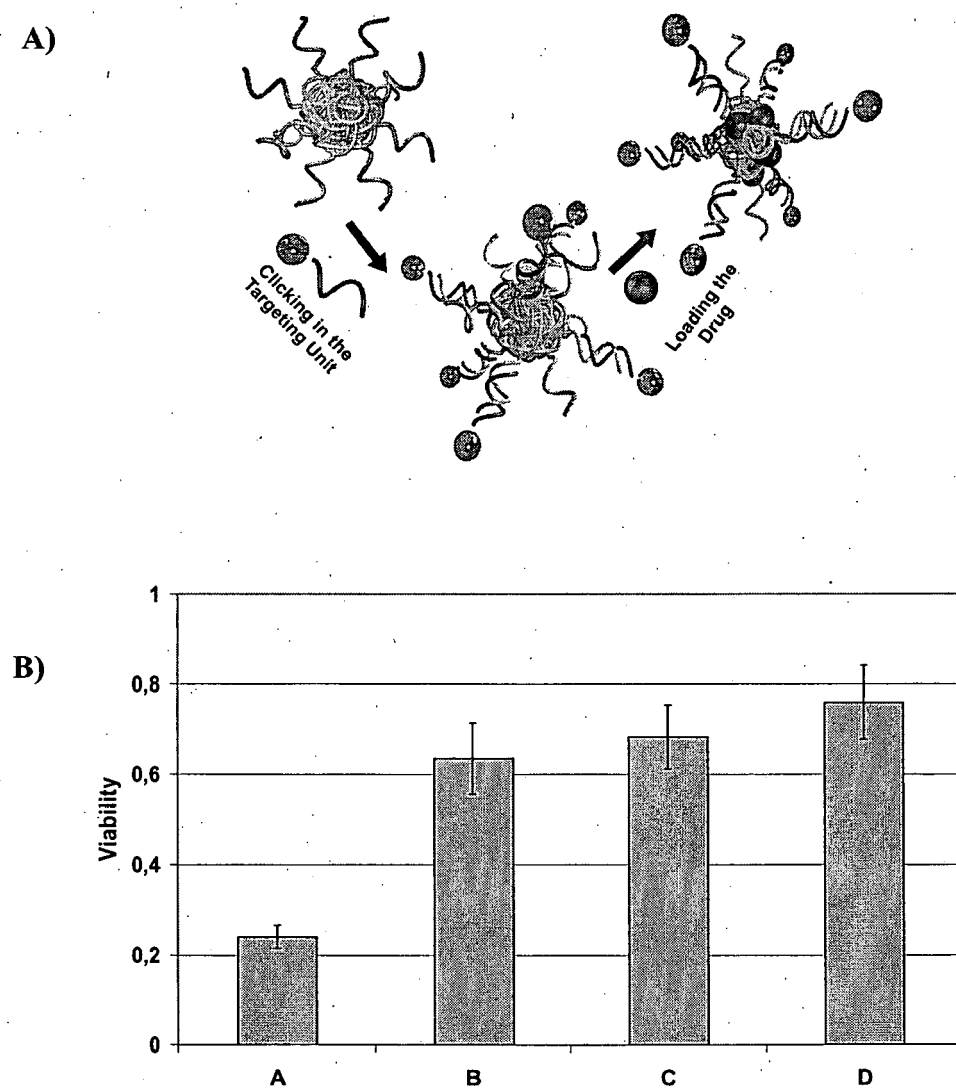 A)
Clicking in the
Targeting Unit
Loading the
Drug
B)
Viability
1
0,8
0,6
0,4
0,2
0
A B C D